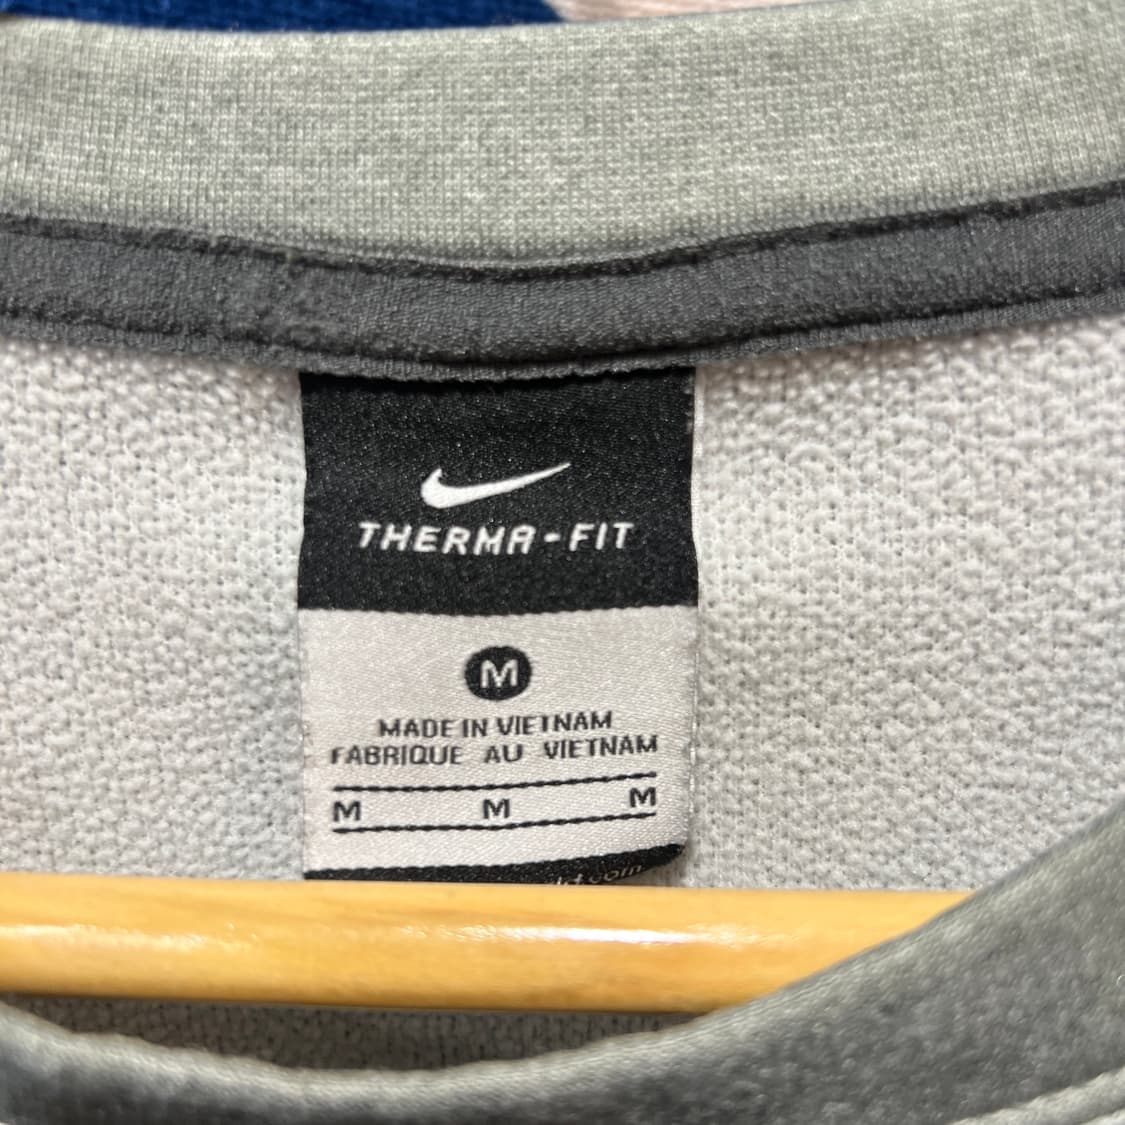 THERMA-FIT
M
MADE IN VIETNAM
FABRIQUE AU VIETNAM
M M M